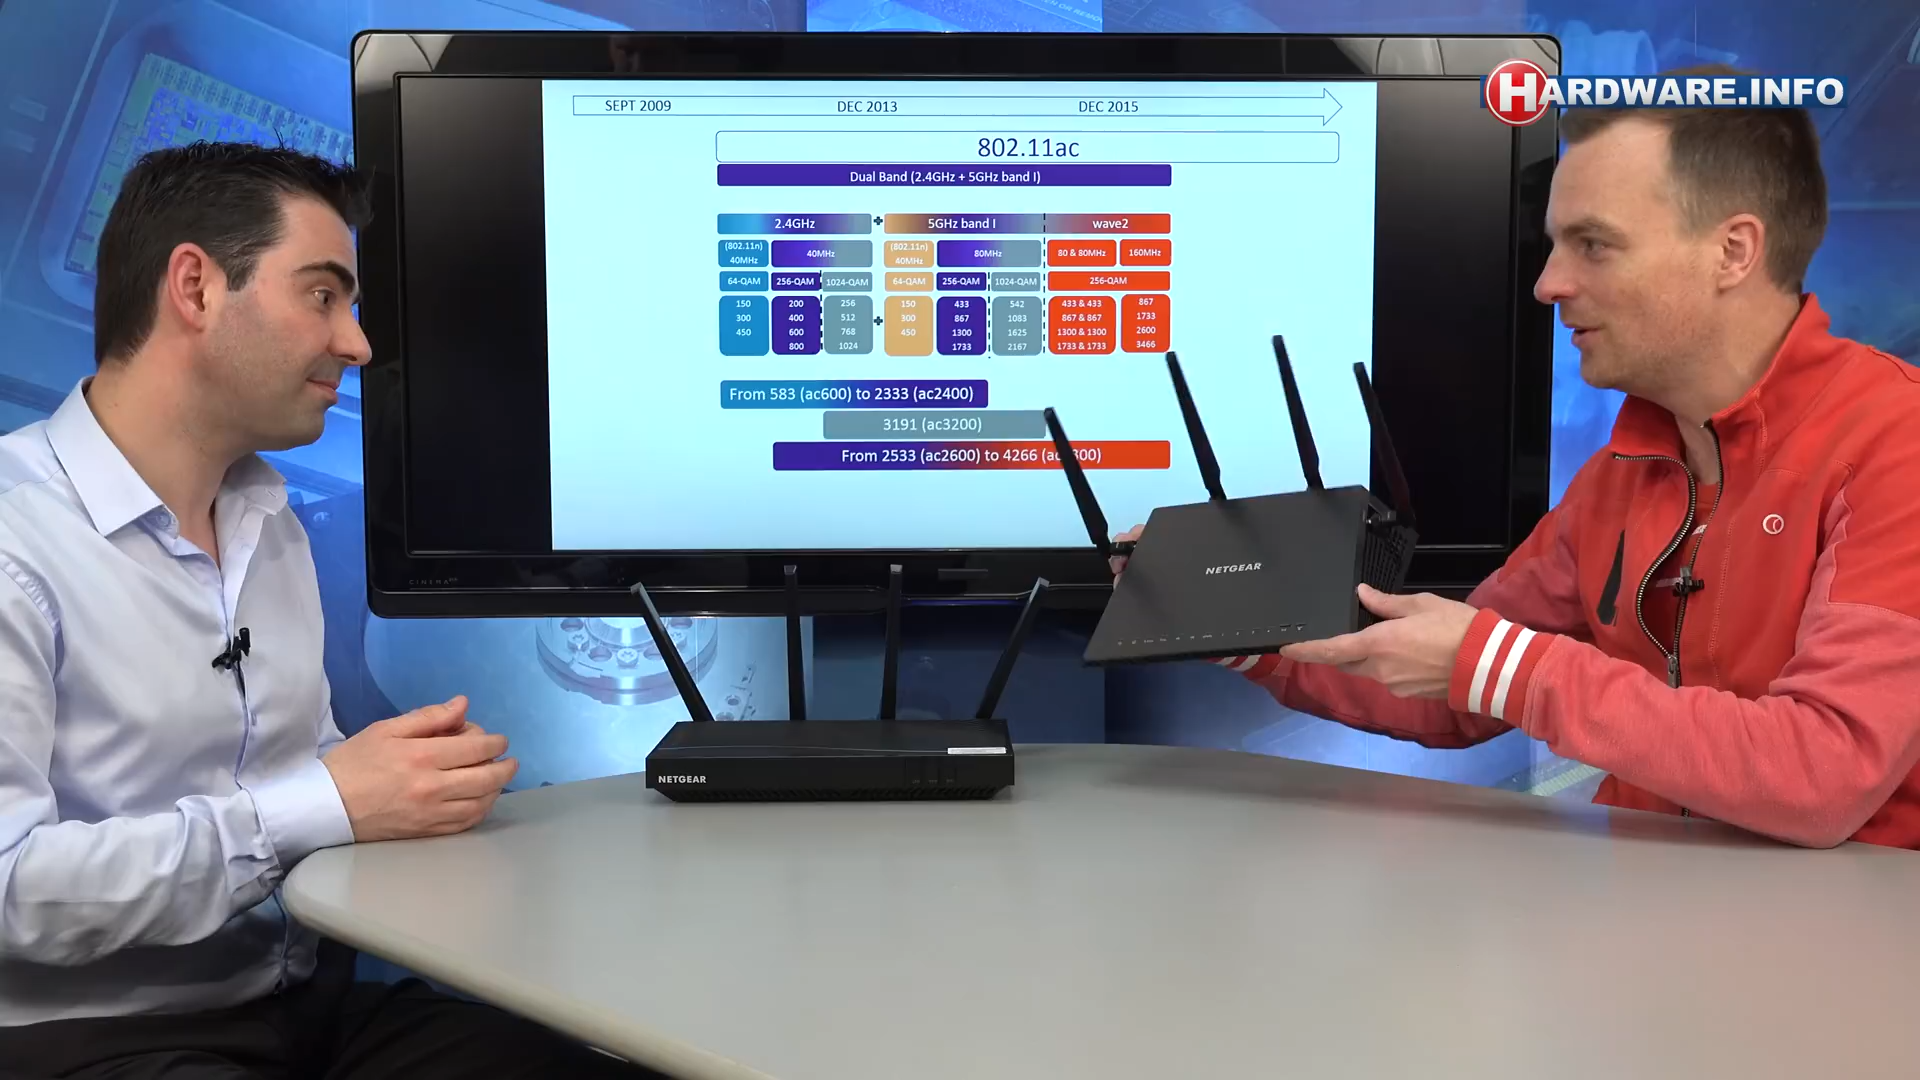 SEPT 2009 DEC 2013 DEC 2015
HARDWARE.INFO
802.11ac
Dual Band (2.4GHz + 5GHz band I)
2.4GHz + 5GHz band I wave2
(802.11n) 40MHz 40MHz (802.11n) 40MHz 80MHz 80 & 80MHz 160MHz
64-QAM 256-QAM 1024-QAM 64-QAM 256-QAM 1024-QAM 256-QAM
150 200 256 150 433 542 433 & 433 867
300 400 512 + 300 867 1083 867 & 867 1733
450 600 768 450 1300 1625 1300 & 1300 2600
800 1024 1733 2167 1733 & 1733 3466
From 583 (ac600) to 2333 (ac2400)
3191 (ac3200)
From 2533 (ac2600) to 4266
NETGEAR
CINEMA
NETGEAR